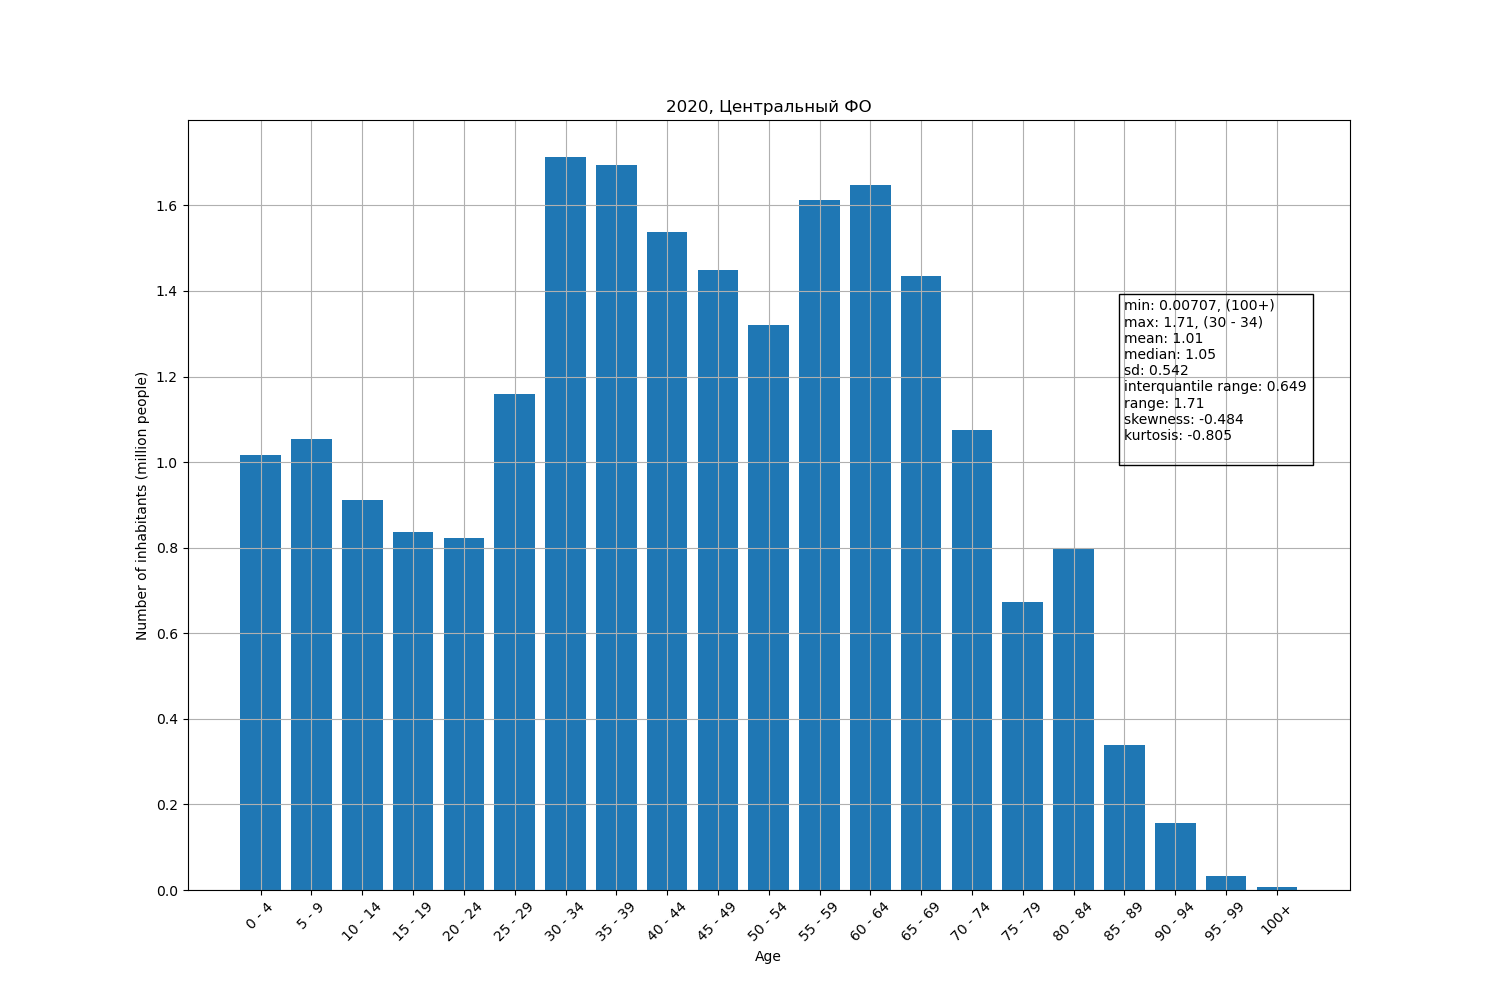 2020, Центральный ФО
Number of inhabitants (million people)
1.6
1.4
1.2
1.0
0.8
0.6
0.4
0.2
0.0
min: 0.00707, (100+)
max: 1.71, (30 - 34)
mean: 1.01
median: 1.05
sd: 0.542
interquantile range: 0.649
range: 1.71
skewness: -0.484
kurtosis: -0.805
0 - 4
5 - 9
10 - 14
15 - 19
20 - 24
25 - 29
30 - 34
35 - 39
40 - 44
45 - 49
50 - 54
55 - 59
60 - 64
65 - 69
70 - 74
75 - 79
80 - 84
85 - 89
90 - 94
95 - 99
100+
Age